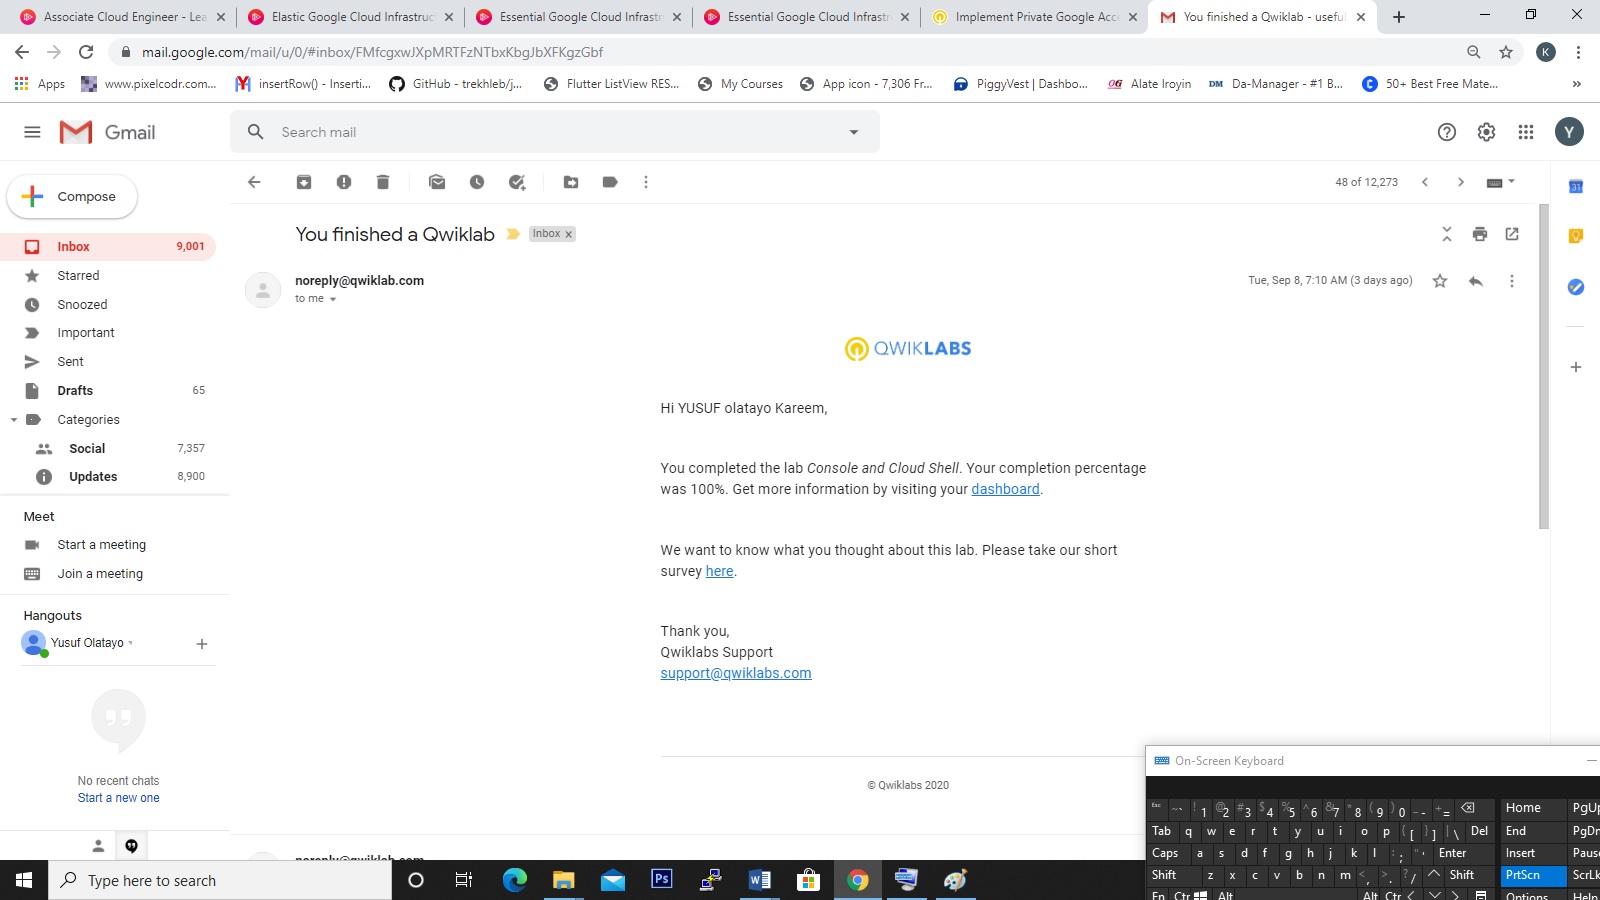 Associate Cloud Engineer - Lea
Elastic Google Cloud Infrastruc
Essential Google Cloud Infrastr
Essential Google Cloud Infrastr
Implement Private Google Acc
You finished a Qwiklab - useful
mail.google.com/mail/u/0/#inbox/FMfcgxwJXpMRTFzNTbxKbgJbXFKgzGbf
K
Apps
www.pixelcodr.com...
insertRow() - Inserti...
GitHub - trekhleb/j...
Flutter ListView RES...
My Courses
App icon - 7,306 Fr...
PiggyVest | Dashbo...
OG Alate Iroyin
DM Da-Manager - #1 B...
50+ Best Free Mate...
»
Gmail
Search mail
Y
Compose
48 of 12,273
31
You finished a Qwiklab
Inbox x
Inbox 9,001
Starred
Snoozed
Important
Sent
Drafts 65
Categories
Social 7,357
Updates 8,900
Meet
Start a meeting
Join a meeting
Hangouts
Yusuf Olatayo
No recent chats
Start a new one
noreply@qwiklab.com
to me
Tue, Sep 8, 7:10 AM (3 days ago)
QWIKLABS
Hi YUSUF olatayo Kareem,
You completed the lab Console and Cloud Shell. Your completion percentage
was 100%. Get more information by visiting your dashboard.
We want to know what you thought about this lab. Please take our short
survey here.
Thank you,
Qwiklabs Support
support@qwiklabs.com
© Qwiklabs 2020
noreply@qwiklab.com
On-Screen Keyboard
Esc ~ ` ! 1 @ 2 # 3 $ 4 % 5 ^ 6 & 7 * 8 ( 9 ) 0 _ - + = Home PgUp
Tab q w e r t y u i o p { [ } ] | \ Del End PgDn
Caps a s d f g h j k l : ; " ' Enter Insert Pause
Shift z x c v b n m < , > . ? / Shift PrtScn ScrLk
Fn Ctrl Alt Alt Ctrl Options Help
Type here to search
Ps
W